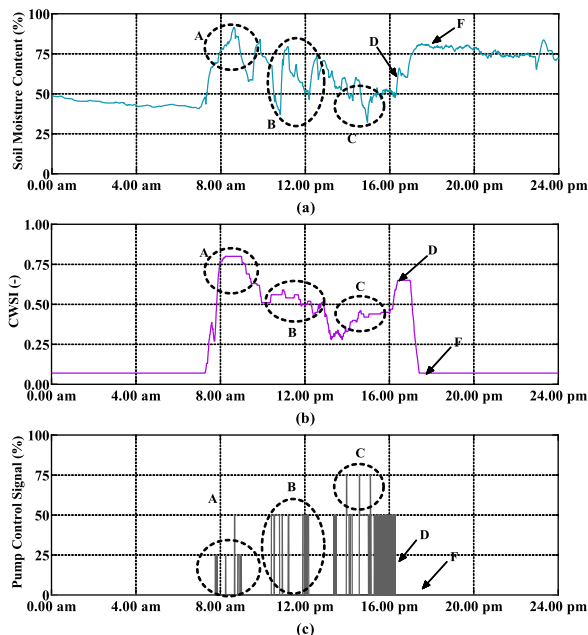 Soil Moisture Content (%)
100
75
50
25
0
A
B
C
D
F
0.00 am 4.00 am 8.00 am 12.00 pm 16.00 pm 20.00 pm 24.00 pm
(a)
CWSI (-)
1.00
0.75
0.50
0.25
0.00
A
B
C
D
F
0.00 am 4.00 am 8.00 am 12.00 pm 16.00 pm 20.00 pm 24.00 pm
(b)
Pump Control Signal (%)
100
75
50
25
0
A
B
C
D
F
0.00 am 4.00 am 8.00 am 12.00 pm 16.00 pm 20.00 pm 24.00 pm
(c)